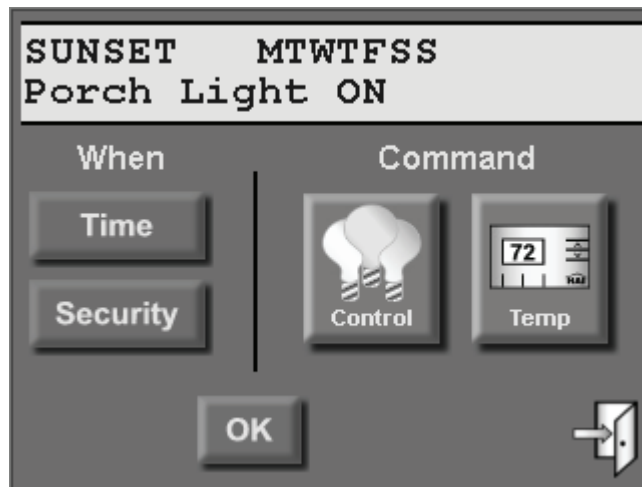 SUNSET MTWTFSS
Porch Light ON
When
Command
Time
Security
Control
72
HAI
Temp
OK